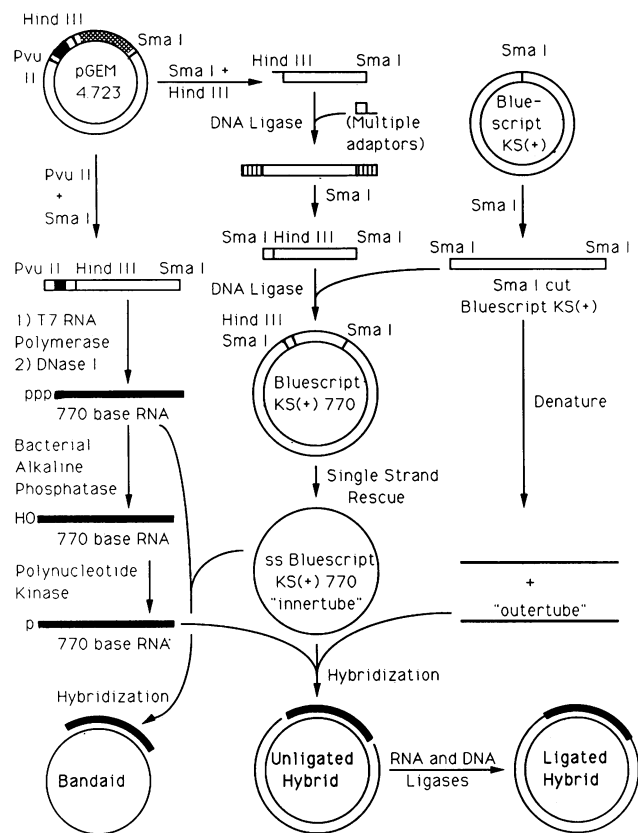 Hind III
Sma I
Pvu
II
pGEM
4.723
Sma I +
Hind III
Hind III
Sma I
DNA Ligase
(Multiple
adaptors)
Sma I
Sma I
Blue-
script
KS(+)
Sma I
Pvu II
+
Sma I
Sma I Hind III
Sma I
Sma I
Sma I
Sma I cut
Bluescript KS(+)
Pvu II
Hind III
Sma I
DNA Ligase
1) T7 RNA
Polymerase
2) DNase I
Hind III
Sma I
Sma I
Bluescript
KS(+) 770
ppp
770 base RNA
Denature
Bacterial
Alkaline
Phosphatase
Single Strand
Rescue
HO
770 base RNA
ss Bluescript
KS(+) 770
"innertube"
Polynucleotide
Kinase
+
"outertube"
p
770 base RNA
Hybridization
Hybridization
Bandaid
Unligated
Hybrid
RNA and DNA
Ligases
Ligated
Hybrid